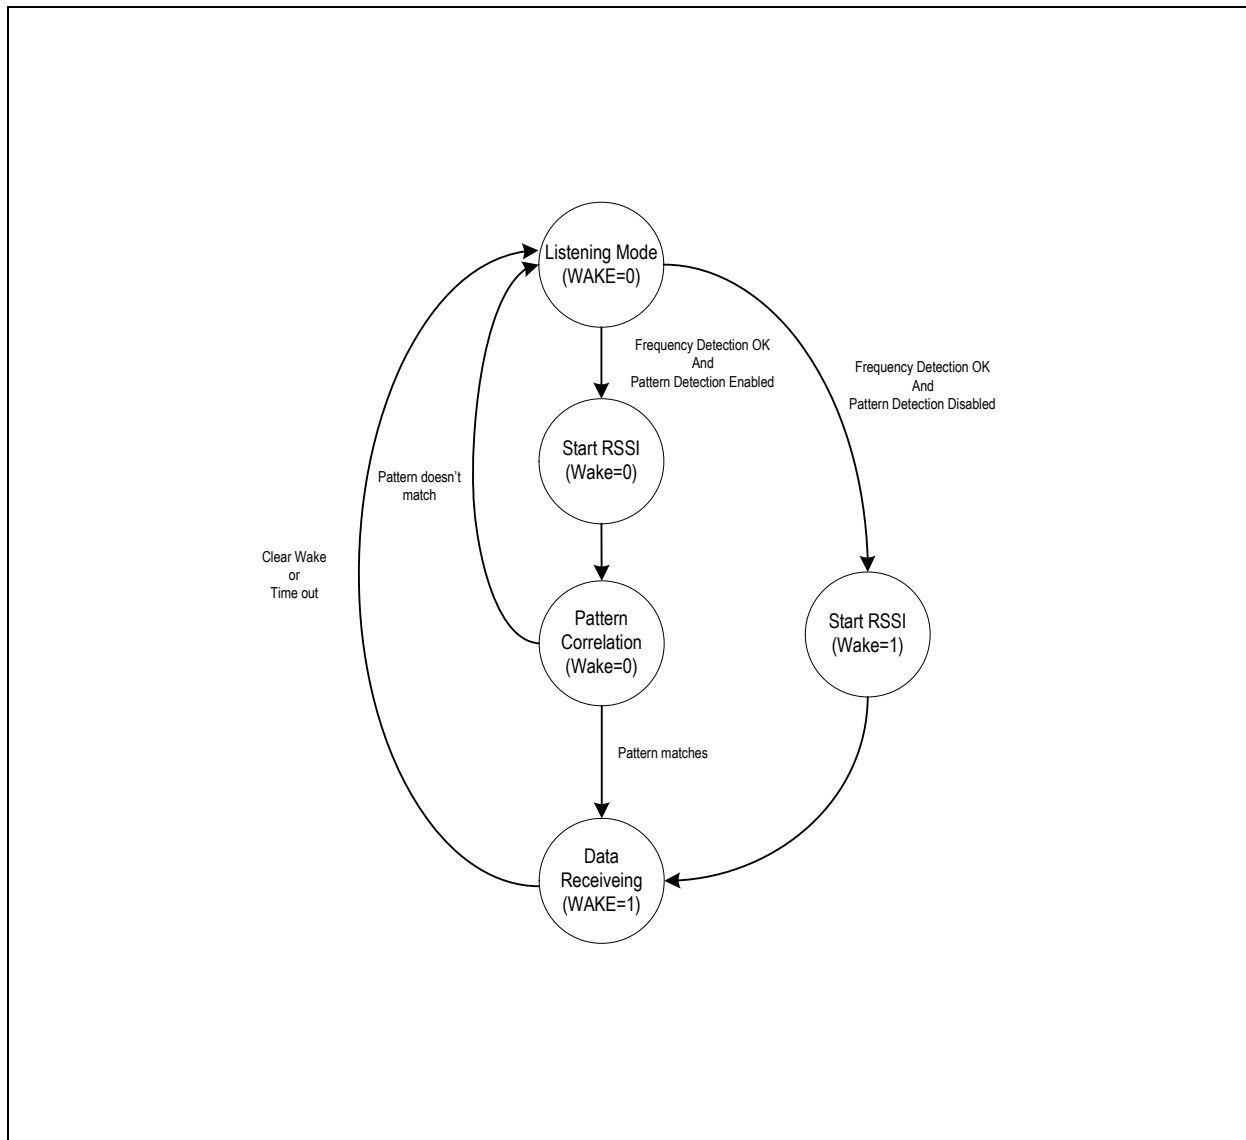 Listening Mode
(WAKE=0)
Frequency Detection OK
And
Pattern Detection Enabled
Frequency Detection OK
And
Pattern Detection Disabled
Start RSSI
(Wake=0)
Pattern doesn't
match
Clear Wake
or
Time out
Pattern
Correlation
(Wake=0)
Start RSSI
(Wake=1)
Pattern matches
Data
Receiveing
(WAKE=1)